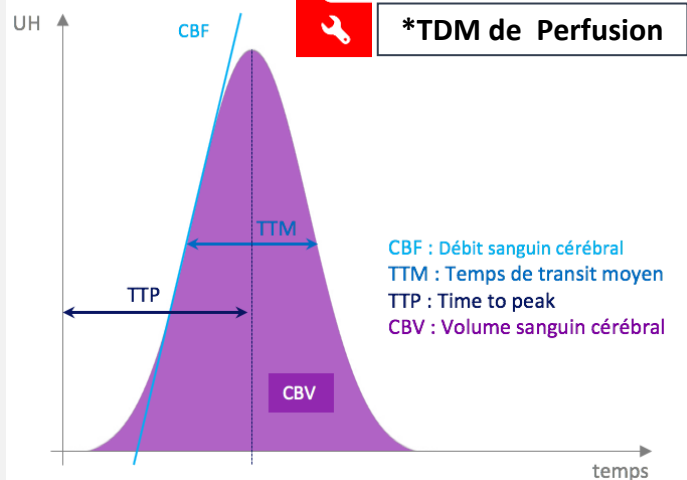 UH
CBF
*TDM de Perfusion
TTM
TTP
CBV
CBF : Débit sanguin cérébral
TTM : Temps de transit moyen
TTP : Time to peak
CBV : Volume sanguin cérébral
temps